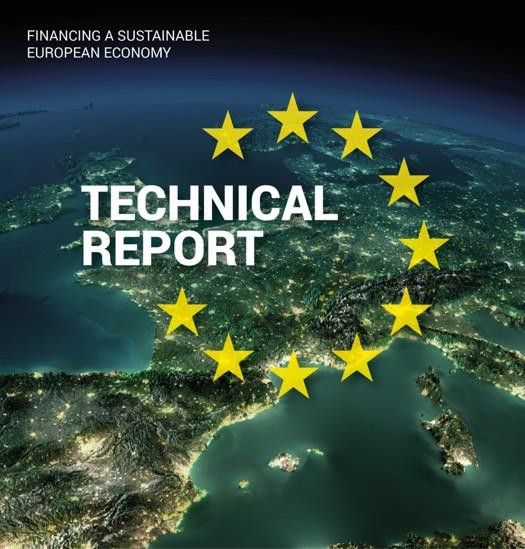 FINANCING A SUSTAINABLE
EUROPEAN ECONOMY
TECHNICAL
REPORT